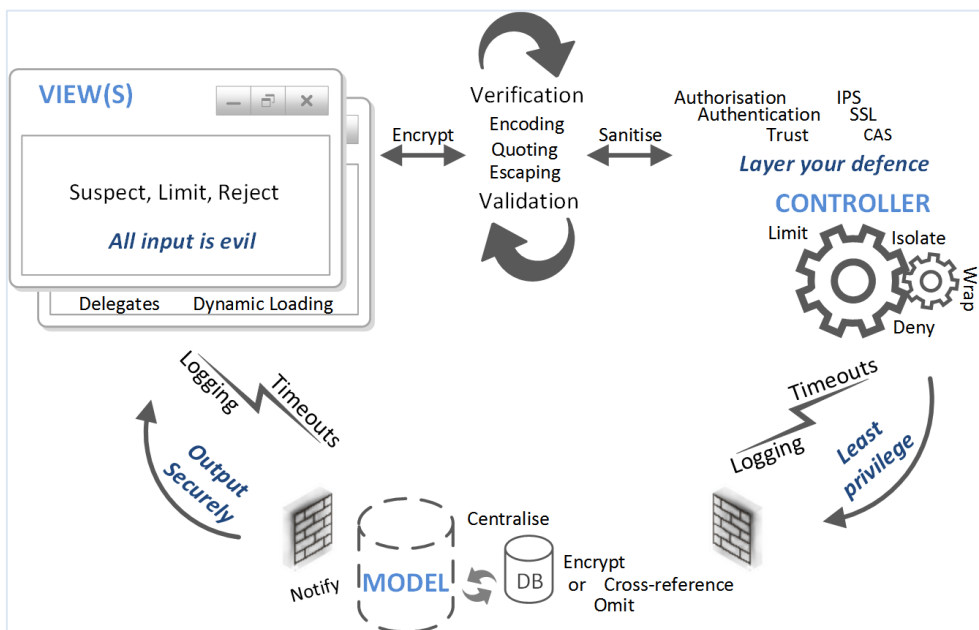 VIEW(S)
Suspect, Limit, Reject
All input is evil
Delegates
Dynamic Loading
Encrypt
Verification
Encoding
Quoting
Escaping
Validation
Sanitise
Authorisation
IPS
Authentication
SSL
Trust
CAS
Layer your defence
CONTROLLER
Limit
Isolate
Wrap
Deny
Timeouts
Logging
Least
privilege
Logging
Timeouts
Output
Securely
Notify
MODEL
Centralise
DB
Encrypt
or Cross-reference
Omit